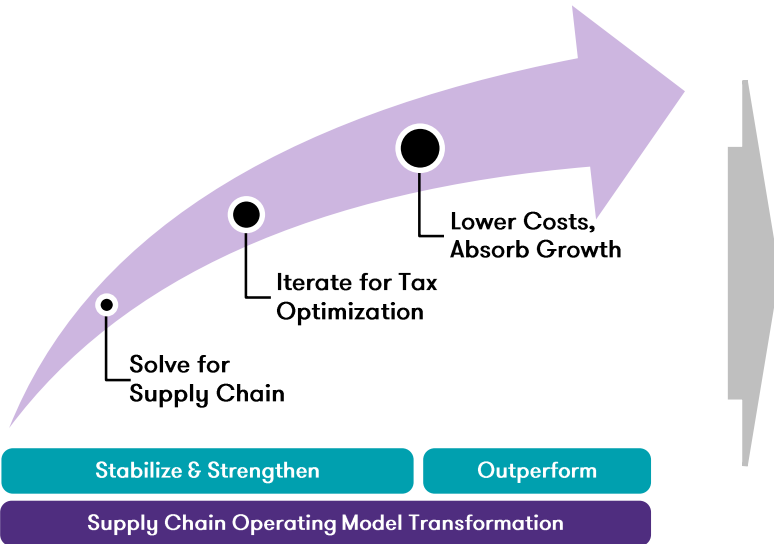 Lower Costs,
Absorb Growth
Iterate for Tax
Optimization
Solve for
Supply Chain
Stabilize & Strengthen
Outperform
Supply Chain Operating Model Transformation